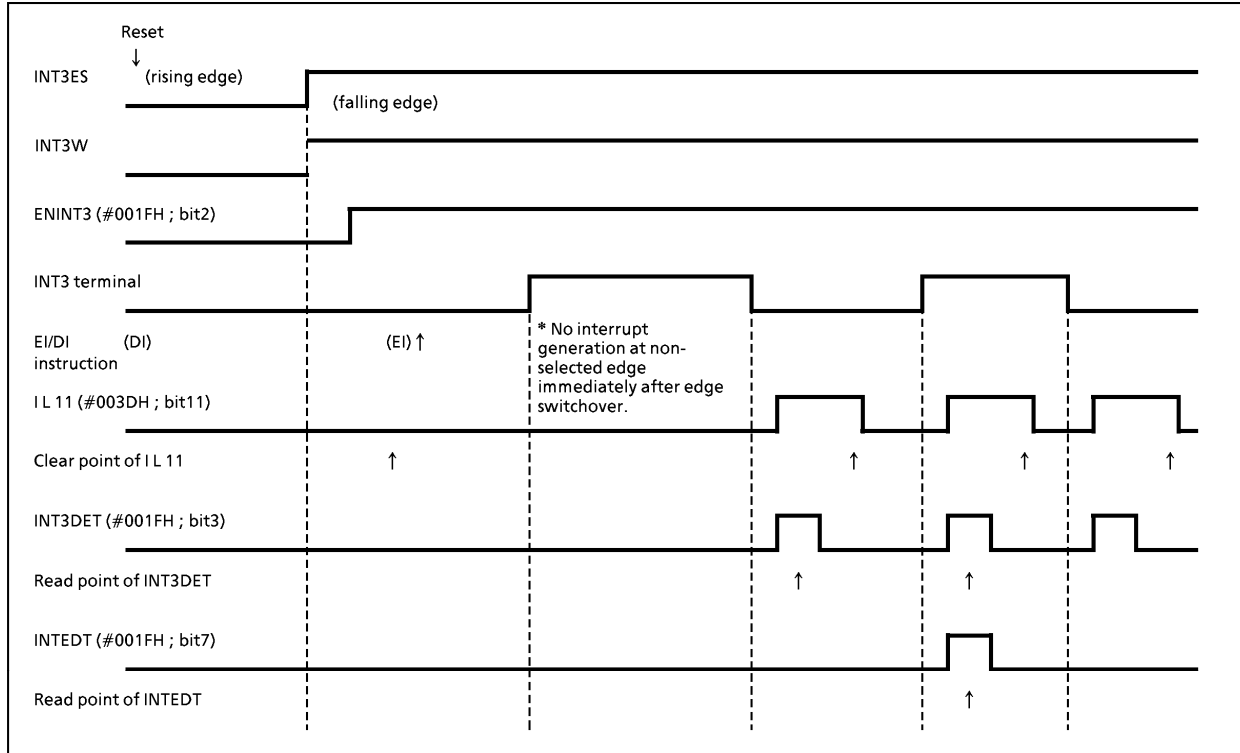 Reset
↓
INT3ES (rising edge)
(falling edge)
INT3W
ENINT3 (#001FH ; bit2)
INT3 terminal
EI/DI (DI) (EI) ↑
instruction
* No interrupt
generation at non-
selected edge
immediately after edge
switchover.
I L 11 (#003DH ; bit11)
Clear point of I L 11 ↑ ↑ ↑ ↑
INT3DET (#001FH ; bit3)
Read point of INT3DET ↑ ↑
INTEDT (#001FH ; bit7)
Read point of INTEDT ↑